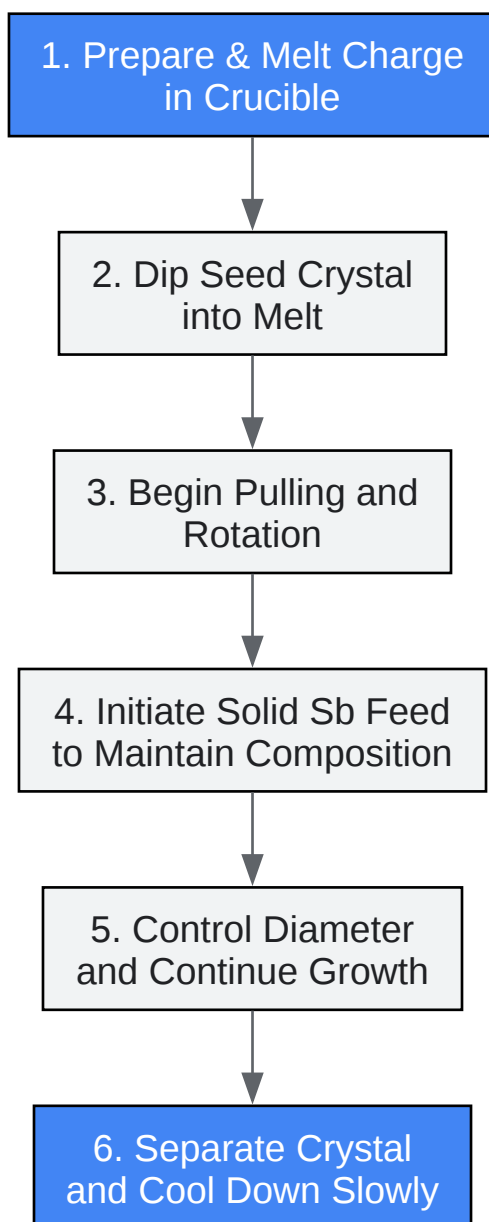 1. Prepare & Melt Charge
in Crucible
2. Dip Seed Crystal
into Melt
3. Begin Pulling and
Rotation
4. Initiate Solid Sb Feed
to Maintain Composition
5. Control Diameter
and Continue Growth
6. Separate Crystal
and Cool Down Slowly